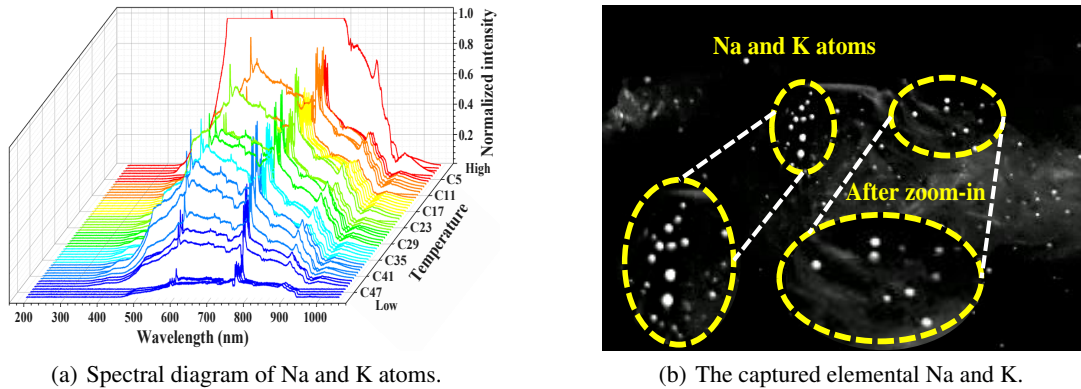 1.0
0.8
0.6
0.4
0.2
Normalized intensity
High
C5
C11
C17
C23
C29
C35
C41
C47
Low
Temperature
200 300 400 500 600 700 800 900 1000
Wavelength (nm)
(a) Spectral diagram of Na and K atoms.
Na and K atoms
After zoom-in
(b) The captured elemental Na and K.